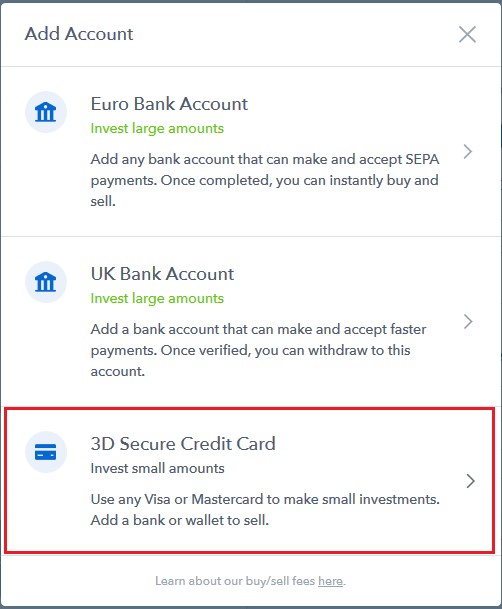 Add Account
Euro Bank Account
Invest large amounts
Add any bank account that can make and accept SEPA
payments. Once completed, you can instantly buy and
sell.
UK Bank Account
Invest large amounts
Add a bank account that can make and accept faster
payments. Once verified, you can withdraw to this
account.
3D Secure Credit Card
Invest small amounts
Use any Visa or Mastercard to make small investments.
Add a bank or wallet to sell.
Learn about our buy/sell fees here.